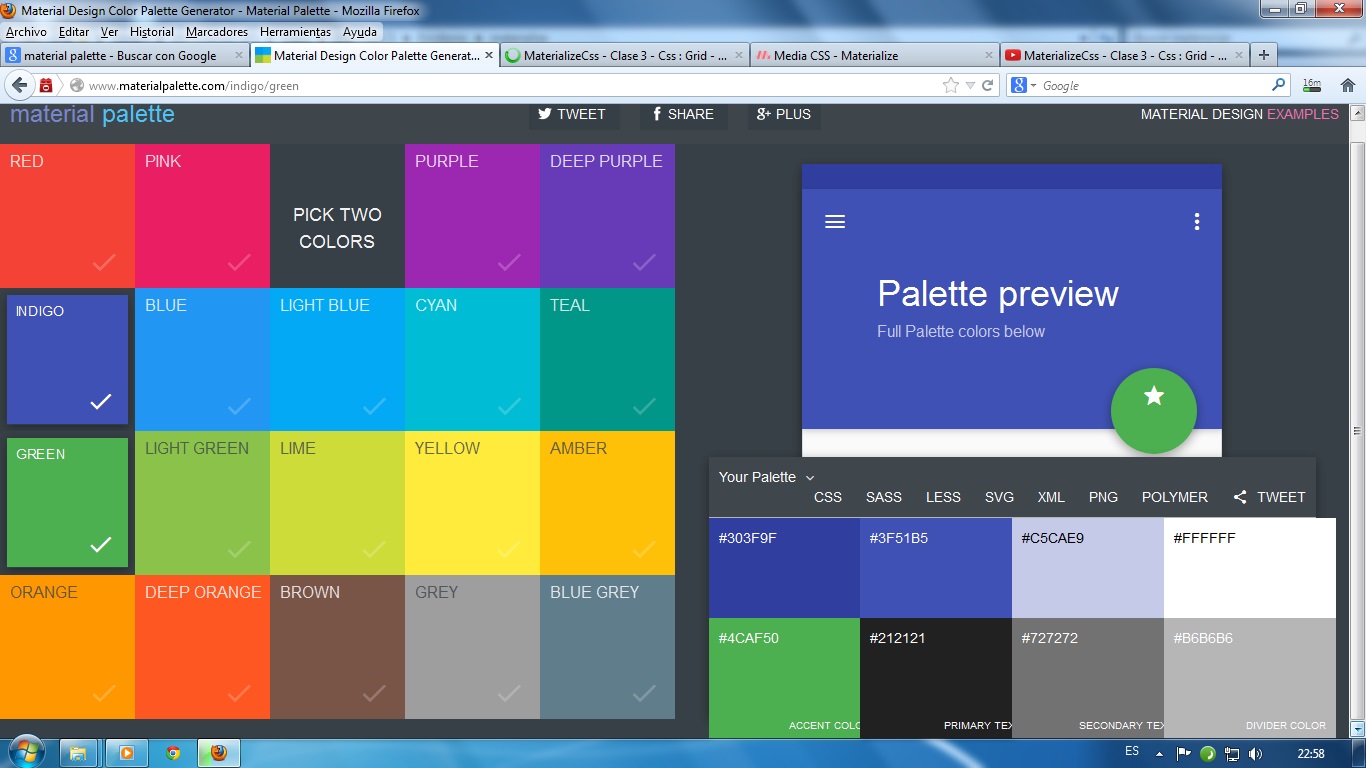 Material Design Color Palette Generator - Material Palette - Mozilla Firefox
Archivo Editar Ver Historial Marcadores Herramientas Ayuda
material palette - Buscar con Google
Material Design Color Palette Generat...
MaterializeCss - Clase 3 - Css : Grid - ...
Media CSS - Materialize
MaterializeCss - Clase 3 - Css : Grid - ...
www.materialpalette.com/indigo/green
Google
16m
material palette
TWEET
SHARE
PLUS
MATERIAL DESIGN EXAMPLES
RED
PINK
PICK TWO
COLORS
PURPLE
DEEP PURPLE
INDIGO
BLUE
LIGHT BLUE
CYAN
TEAL
GREEN
LIGHT GREEN
LIME
YELLOW
AMBER
ORANGE
DEEP ORANGE
BROWN
GREY
BLUE GREY
Palette preview
Full Palette colors below
Your Palette
CSS SASS LESS SVG XML PNG POLYMER TWEET
#303F9F
#3F51B5
#C5CAE9
#FFFFFF
#4CAF50
#212121
#727272
#B6B6B6
ACCENT COLO
PRIMARY TEX
SECONDARY TEX
DIVIDER COLOR
ES
22:58